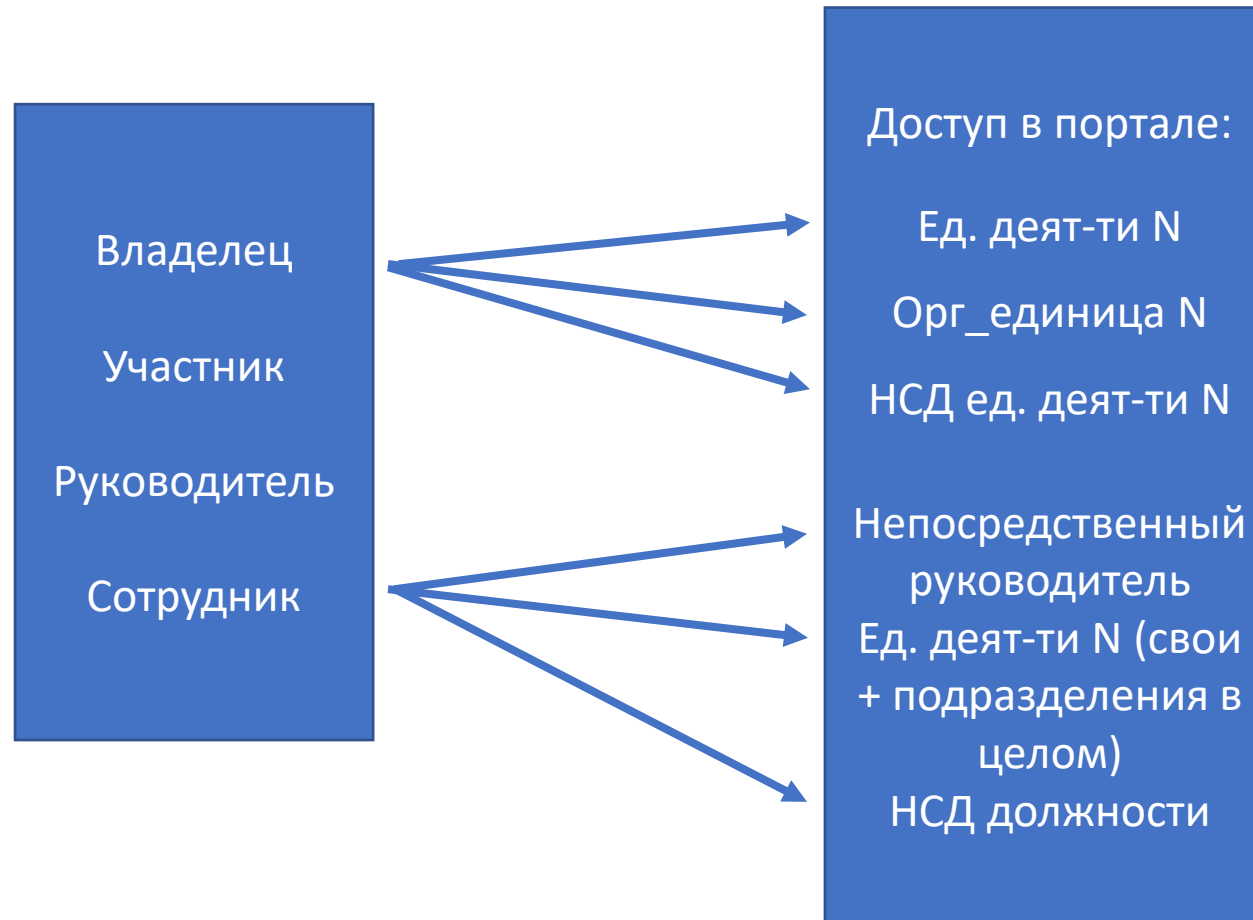 Владелец
Участник
Руководитель
Сотрудник
Доступ в портале:
Ед. деят-ти N
Орг_единица N
НСД ед. деят-ти N
Непосредственный
руководитель
Ед. деят-ти N (свои
+ подразделения в
целом)
НСД должности